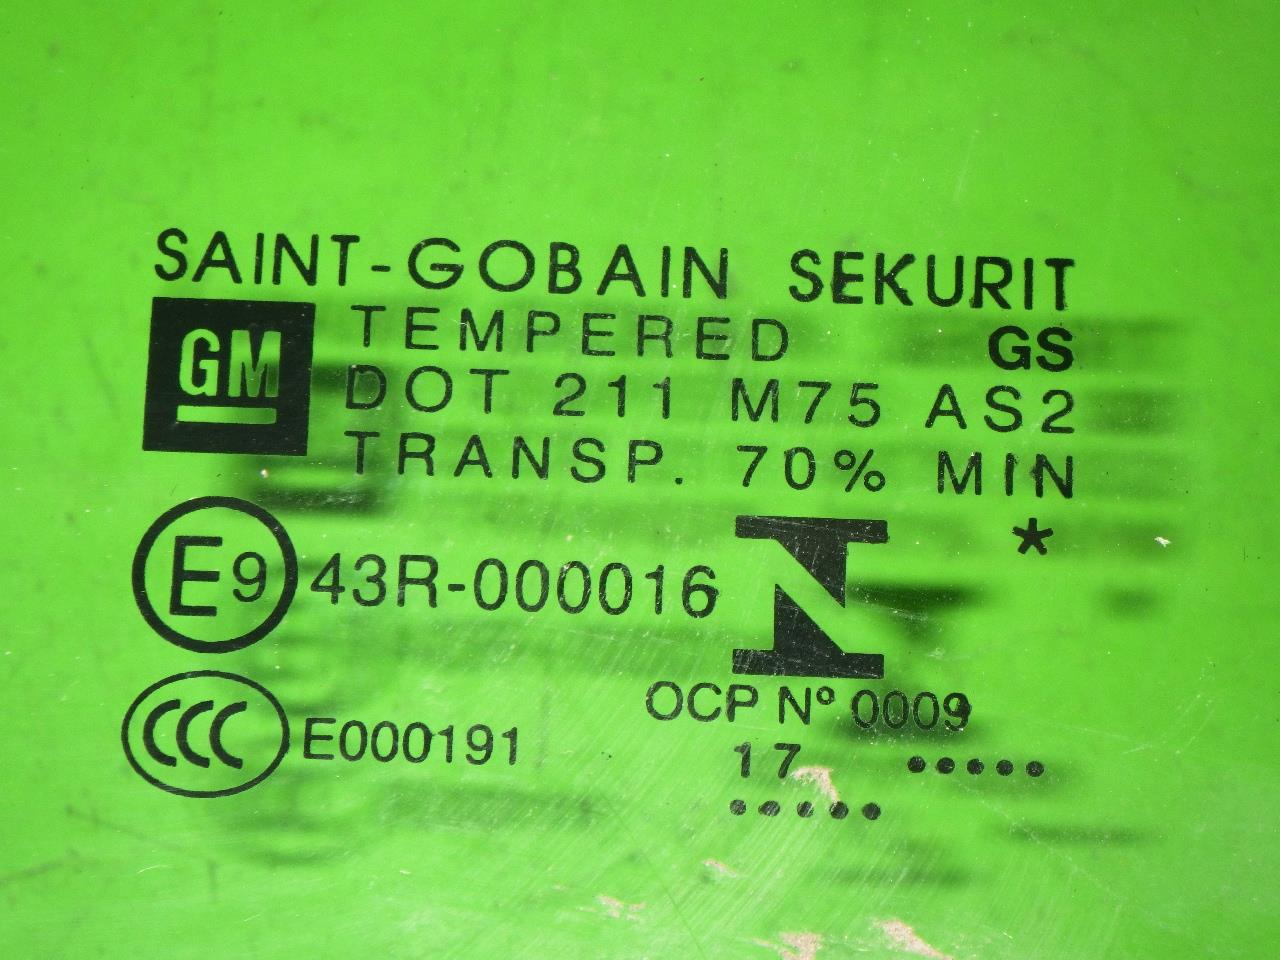 SAINT-GOBAIN SEKURIT
GM
TEMPERED GS
DOT 211 M75 AS2
TRANSP. 70% MIN
*
E9 43R-000016
N
OCP Nº 0009
CCC E000191
17 •••••
•••••